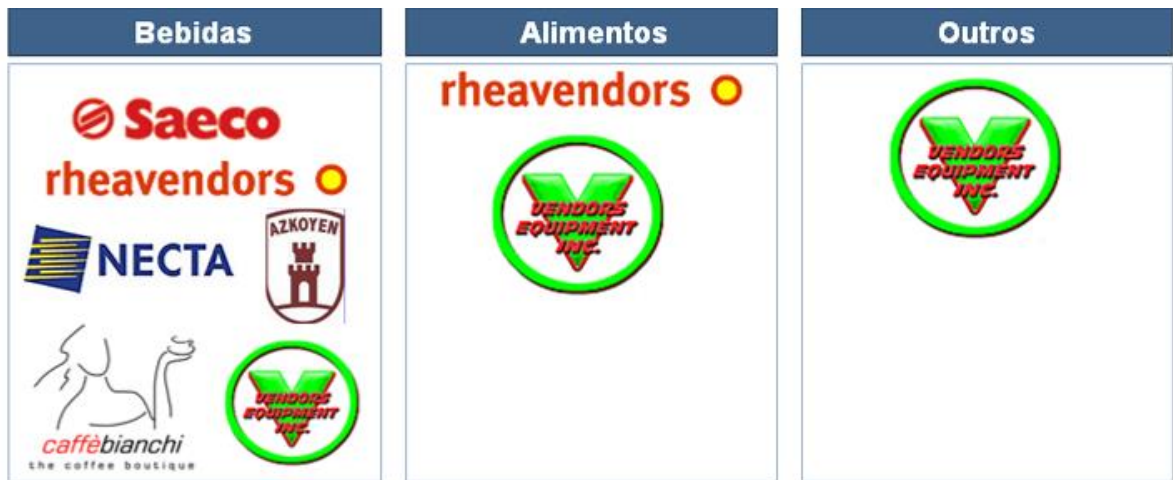 Bebidas
Saeco
rheavendors
NECTA
AZKOYEN
caffèbianchi
the coffee boutique
VENDORS
EQUIPMENT
INC.
Alimentos
rheavendors
VENDORS
EQUIPMENT
INC.
Outros
VENDORS
EQUIPMENT
INC.